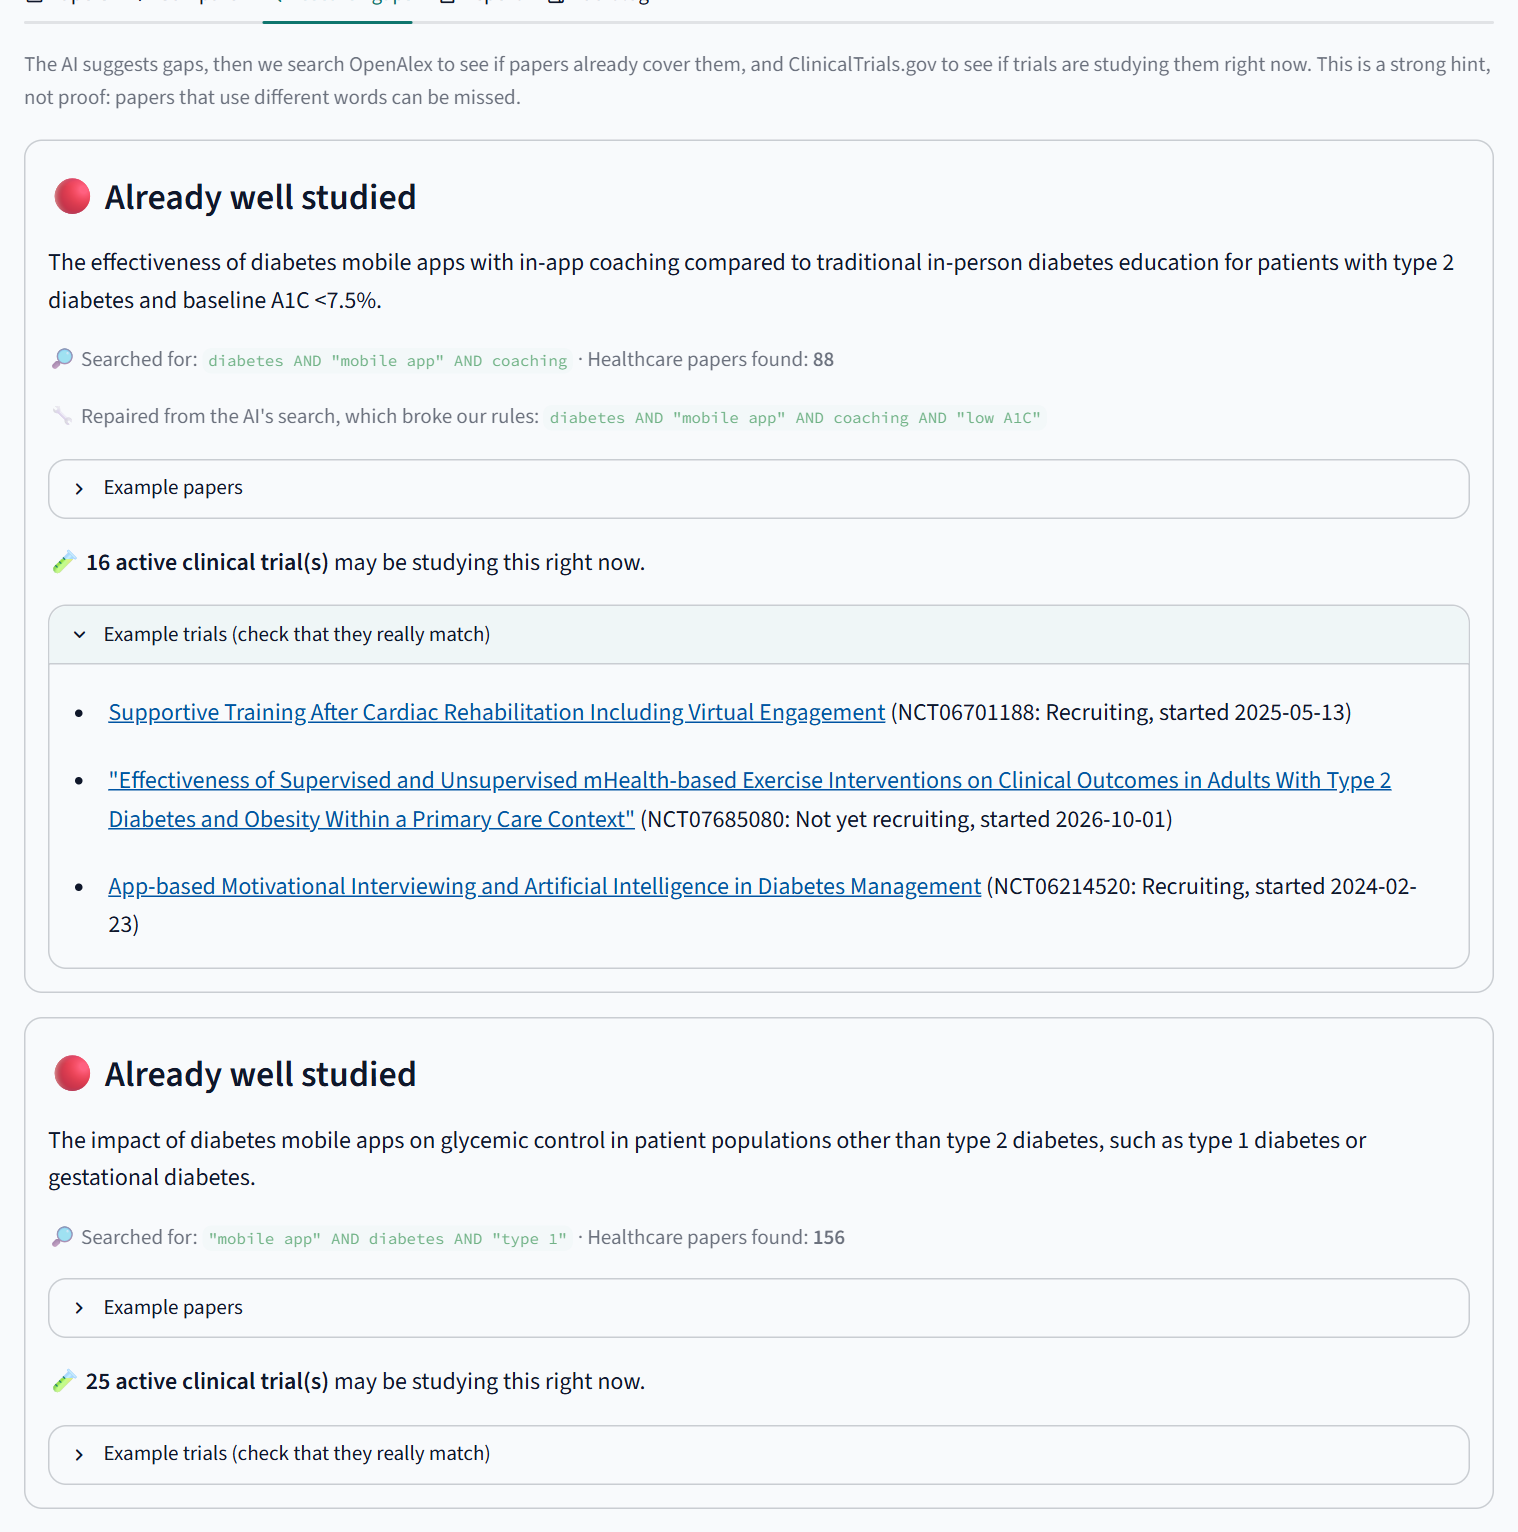 The AI suggests gaps, then we search OpenAlex to see if papers already cover them, and ClinicalTrials.gov to see if trials are studying them right now. This is a strong hint,
not proof: papers that use different words can be missed.
Already well studied
The effectiveness of diabetes mobile apps with in-app coaching compared to traditional in-person diabetes education for patients with type 2
diabetes and baseline A1C <7.5%.
Searched for: diabetes AND "mobile app" AND coaching · Healthcare papers found: 88
Repaired from the AI's search, which broke our rules: diabetes AND "mobile app" AND coaching AND "low A1C"
Example papers
16 active clinical trial(s) may be studying this right now.
Example trials (check that they really match)
• Supportive Training After Cardiac Rehabilitation Including Virtual Engagement (NCT06701188: Recruiting, started 2025-05-13)
• "Effectiveness of Supervised and Unsupervised mHealth-based Exercise Interventions on Clinical Outcomes in Adults With Type 2
Diabetes and Obesity Within a Primary Care Context" (NCT07685080: Not yet recruiting, started 2026-10-01)
• App-based Motivational Interviewing and Artificial Intelligence in Diabetes Management (NCT06214520: Recruiting, started 2024-02-
23)
Already well studied
The impact of diabetes mobile apps on glycemic control in patient populations other than type 2 diabetes, such as type 1 diabetes or
gestational diabetes.
Searched for: "mobile app" AND diabetes AND "type 1" · Healthcare papers found: 156
Example papers
25 active clinical trial(s) may be studying this right now.
Example trials (check that they really match)